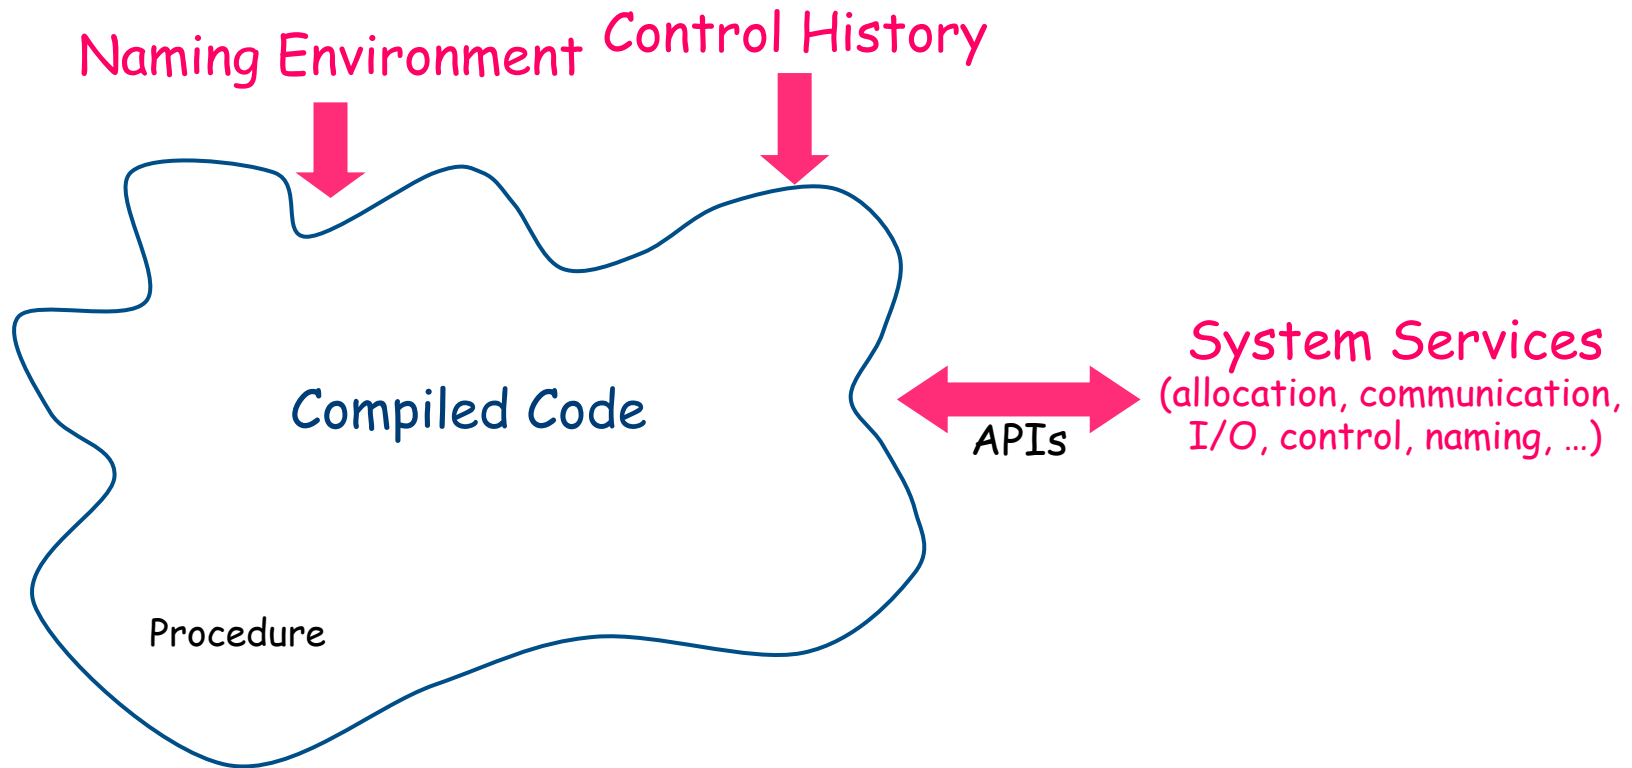 Naming Environment
Control History
System Services
(allocation, communication,
I/O, control, naming, …)
Compiled Code
APIs
Procedure